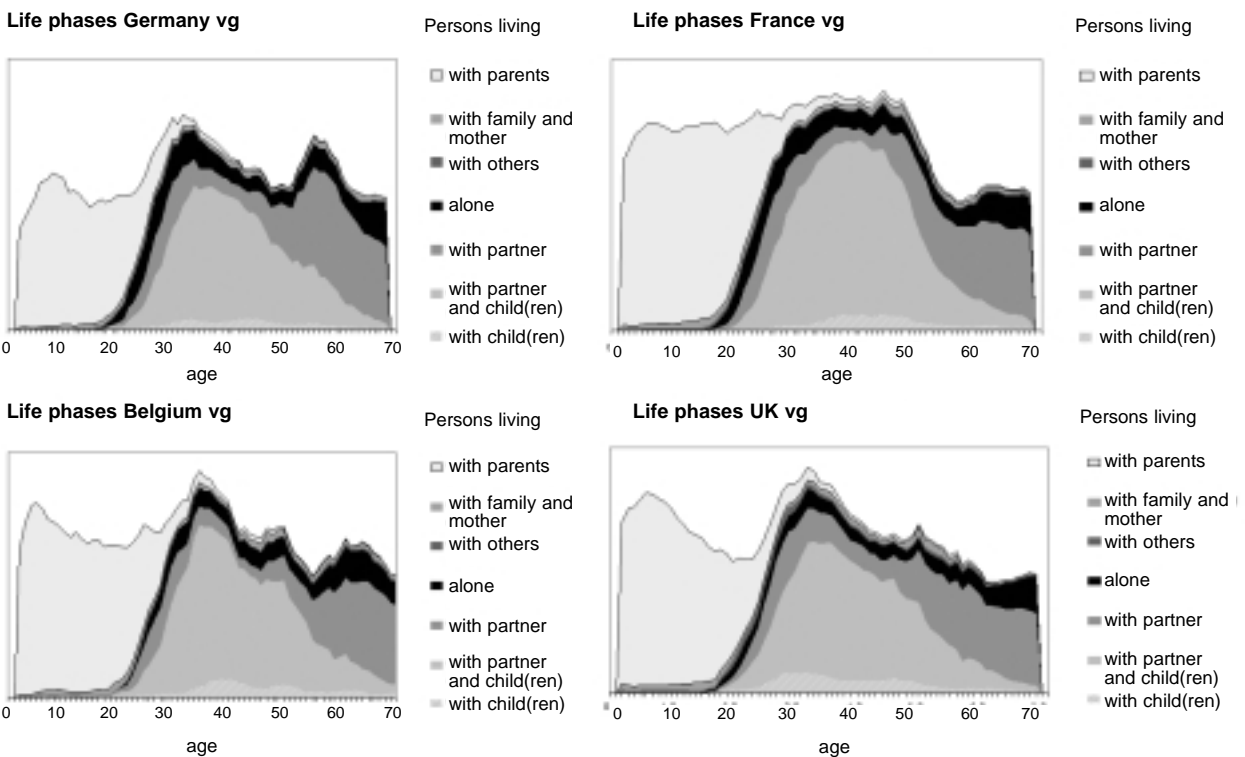 Life phases Germany vg
Persons living
with parents
with family and
mother
with others
alone
with partner
with partner
and child(ren)
with child(ren)
0 10 20 30 40 50 60 70
age
Life phases France vg
Persons living
with parents
with family and
mother
with others
alone
with partner
with partner
and child(ren)
with child(ren)
0 10 20 30 40 50 60 70
age
Life phases Belgium vg
Persons living
with parents
with family and
mother
with others
alone
with partner
with partner
and child(ren)
with child(ren)
0 10 20 30 40 50 60 70
age
Life phases UK vg
Persons living
with parents
with family and
mother
with others
alone
with partner
with partner
and child(ren)
with child(ren)
0 10 20 30 40 50 60 70
age